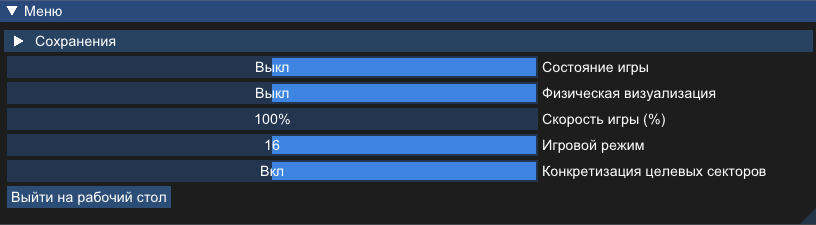 Меню
Сохранения
Выкл Состояние игры
Выкл Физическая визуализация
100% Скорость игры (%)
16 Игровой режим
Вкл Конкретизация целевых секторов
Выйти на рабочий стол